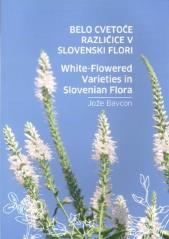 BELO CVETOČE
RAZLIČICE V
SLOVENSKI FLORI
White-Flowered
Varieties in
Slovenian Flora
Jože Bavcon